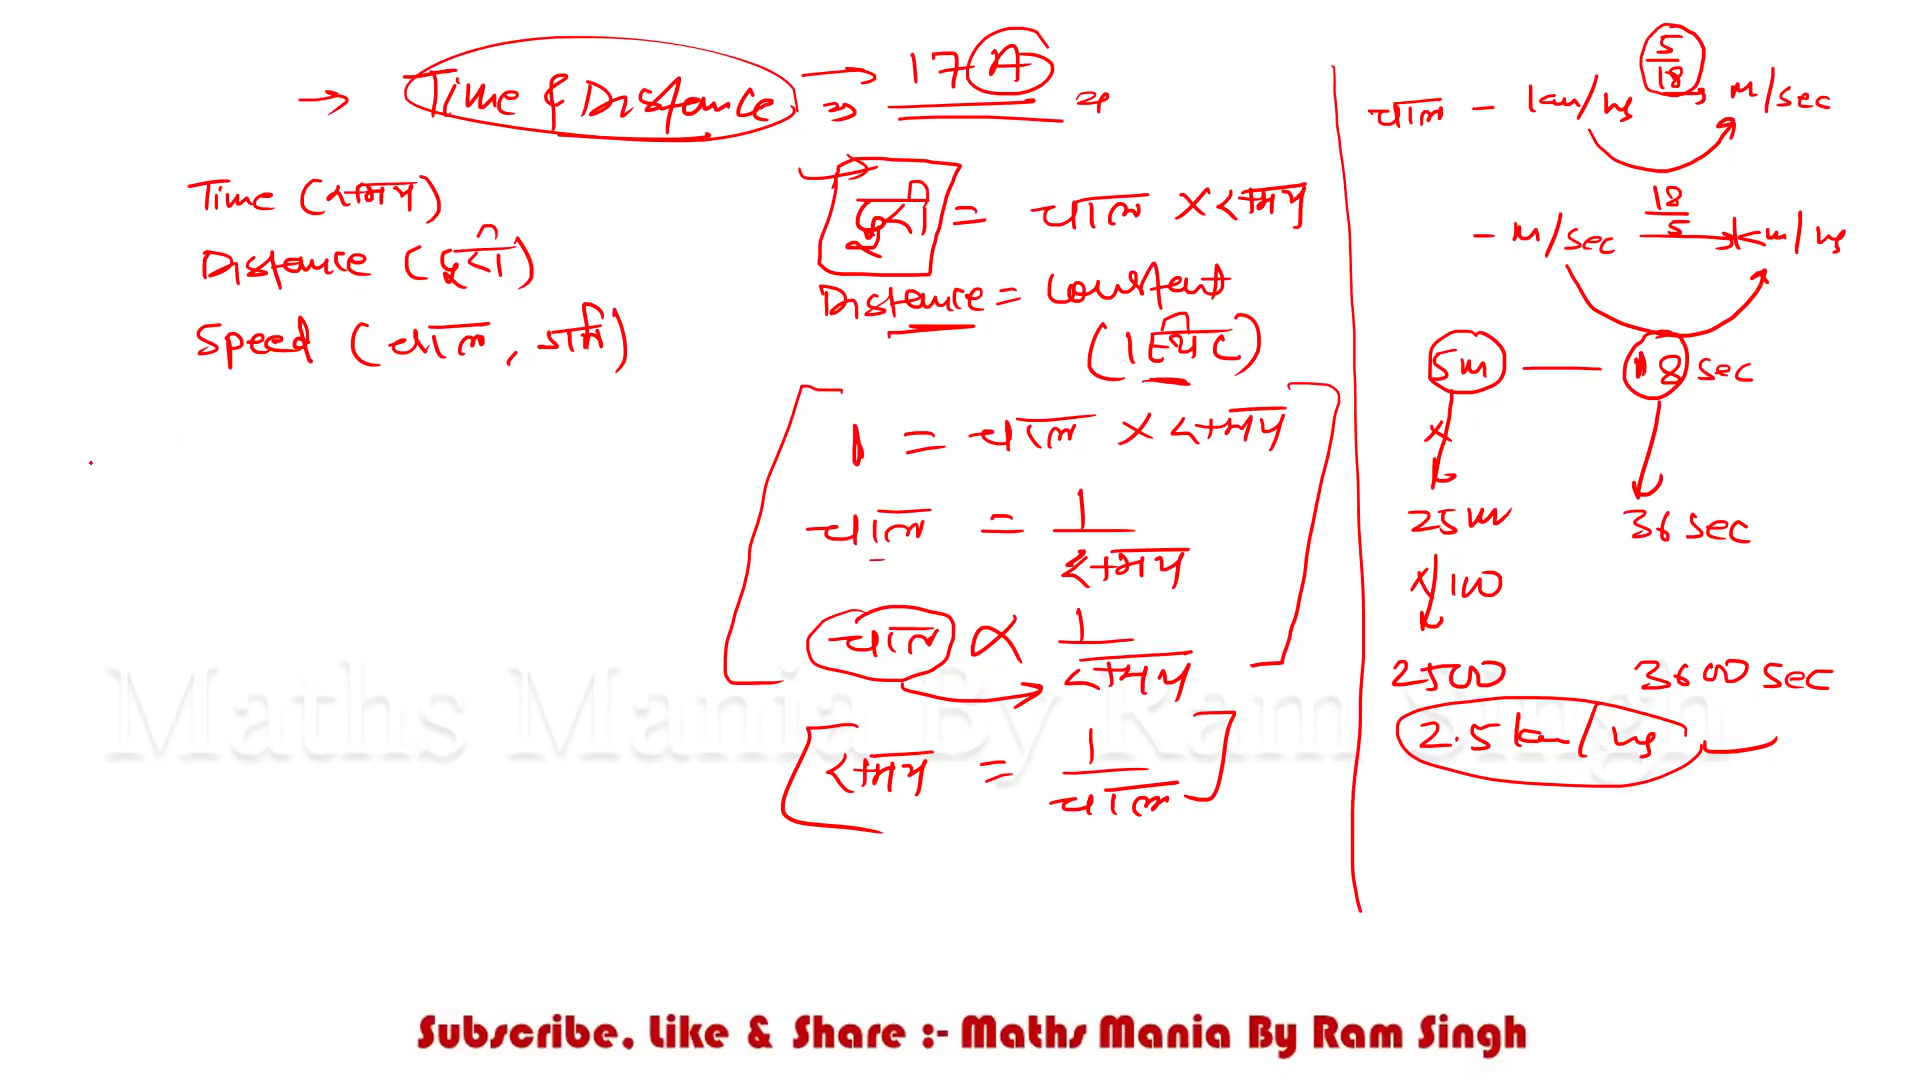 → Time & Distance → 17 A
Time (समय)
Distance (दूरी)
Speed (चाल, गति)
दूरी = चाल × समय
Distance = constant
(स्थिर)
1 = चाल × समय
चाल = 1/समय
चाल ∝ 1/समय
समय = 1/चाल
चाल - km/hr 5/18 m/sec
- m/sec 18/5 km/hr
5m — 18 sec
×
25m 36 sec
×100
2500 3600 sec
2.5 km/hr
Maths Mania By Ram Singh
Subscribe, Like & Share :- Maths Mania By Ram Singh